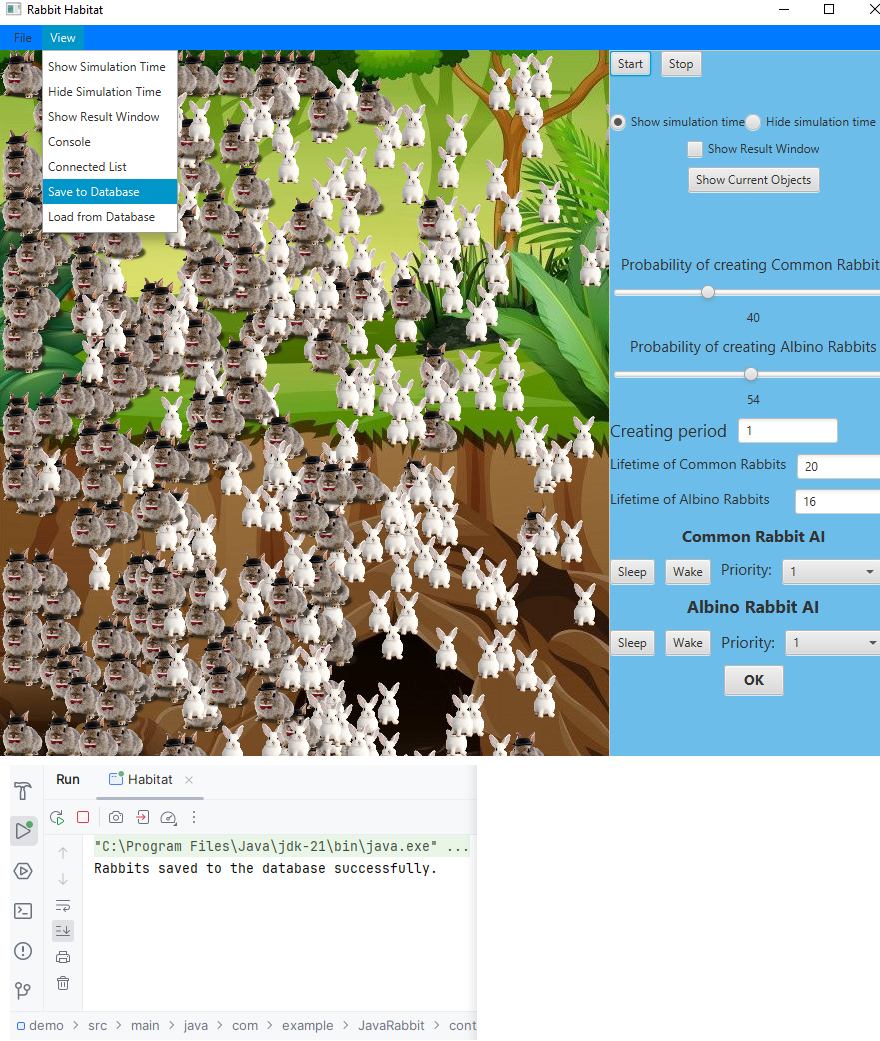 Rabbit Habitat
File View
Show Simulation Time
Hide Simulation Time
Show Result Window
Console
Connected List
Save to Database
Load from Database
Start Stop
Show simulation time Hide simulation time
Show Result Window
Show Current Objects
Probability of creating Common Rabbit
40
Probability of creating Albino Rabbits
54
Creating period 1
Lifetime of Common Rabbits 20
Lifetime of Albino Rabbits 16
Common Rabbit AI
Sleep Wake Priority: 1
Albino Rabbit AI
Sleep Wake Priority: 1
OK
Run Habitat
"C:\Program Files\Java\jdk-21\bin\java.exe" ...
Rabbits saved to the database successfully.
demo > src > main > java > com > example > JavaRabbit > cont